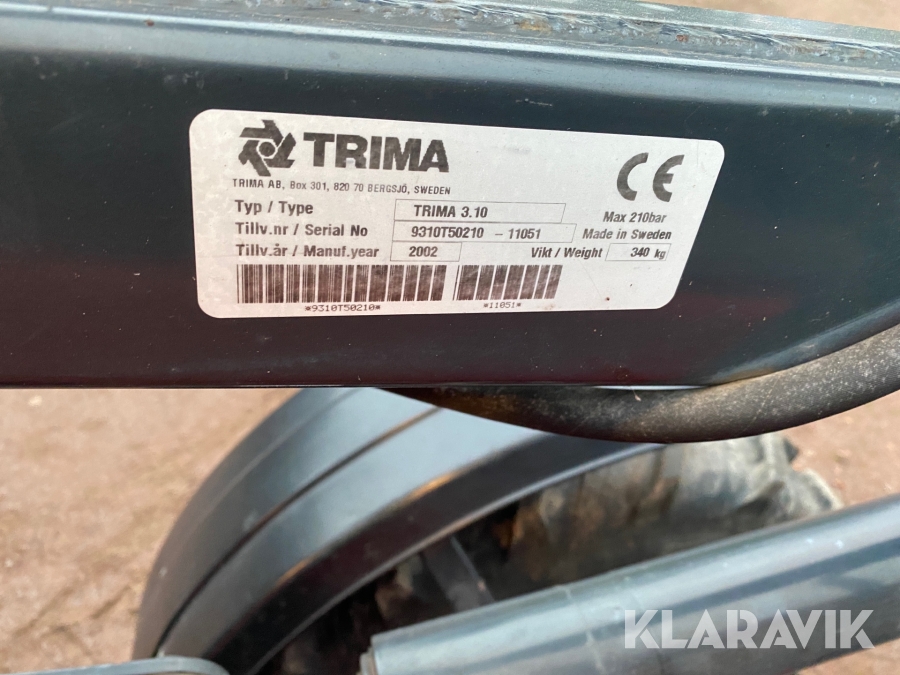 TRIMA
TRIMA AB, Box 301, 820 70 BERGSJÖ, SWEDEN
CE
Typ / Type TRIMA 3.10 Max 210bar
Tillv.nr / Serial No 9310T50210 - 11051 Made in Sweden
Tillv.år / Manuf.year 2002 Vikt / Weight 340 kg
*9310T50210* *11051*
KLARAVIK